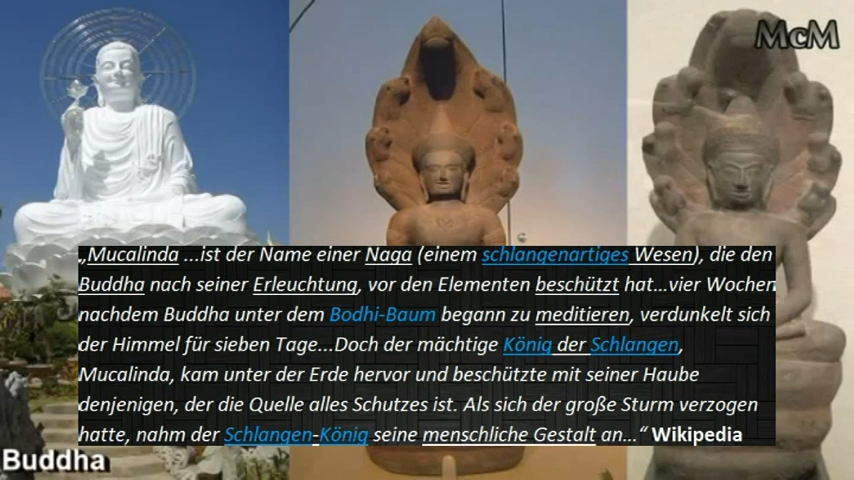 McM
„Mucalinda ...ist der Name einer Naga (einem schlangenartiges Wesen), die den
Buddha nach seiner Erleuchtung, vor den Elementen beschützt hat...vier Wochen
nachdem Buddha unter dem Bodhi-Baum begann zu meditieren, verdunkelt sich
der Himmel für sieben Tage...Doch der mächtige König der Schlangen,
Mucalinda, kam unter der Erde hervor und beschützte mit seiner Haube
denjenigen, der die Quelle alles Schutzes ist. Als sich der große Sturm verzogen
hatte, nahm der Schlangen-König seine menschliche Gestalt an...“ Wikipedia
Buddha